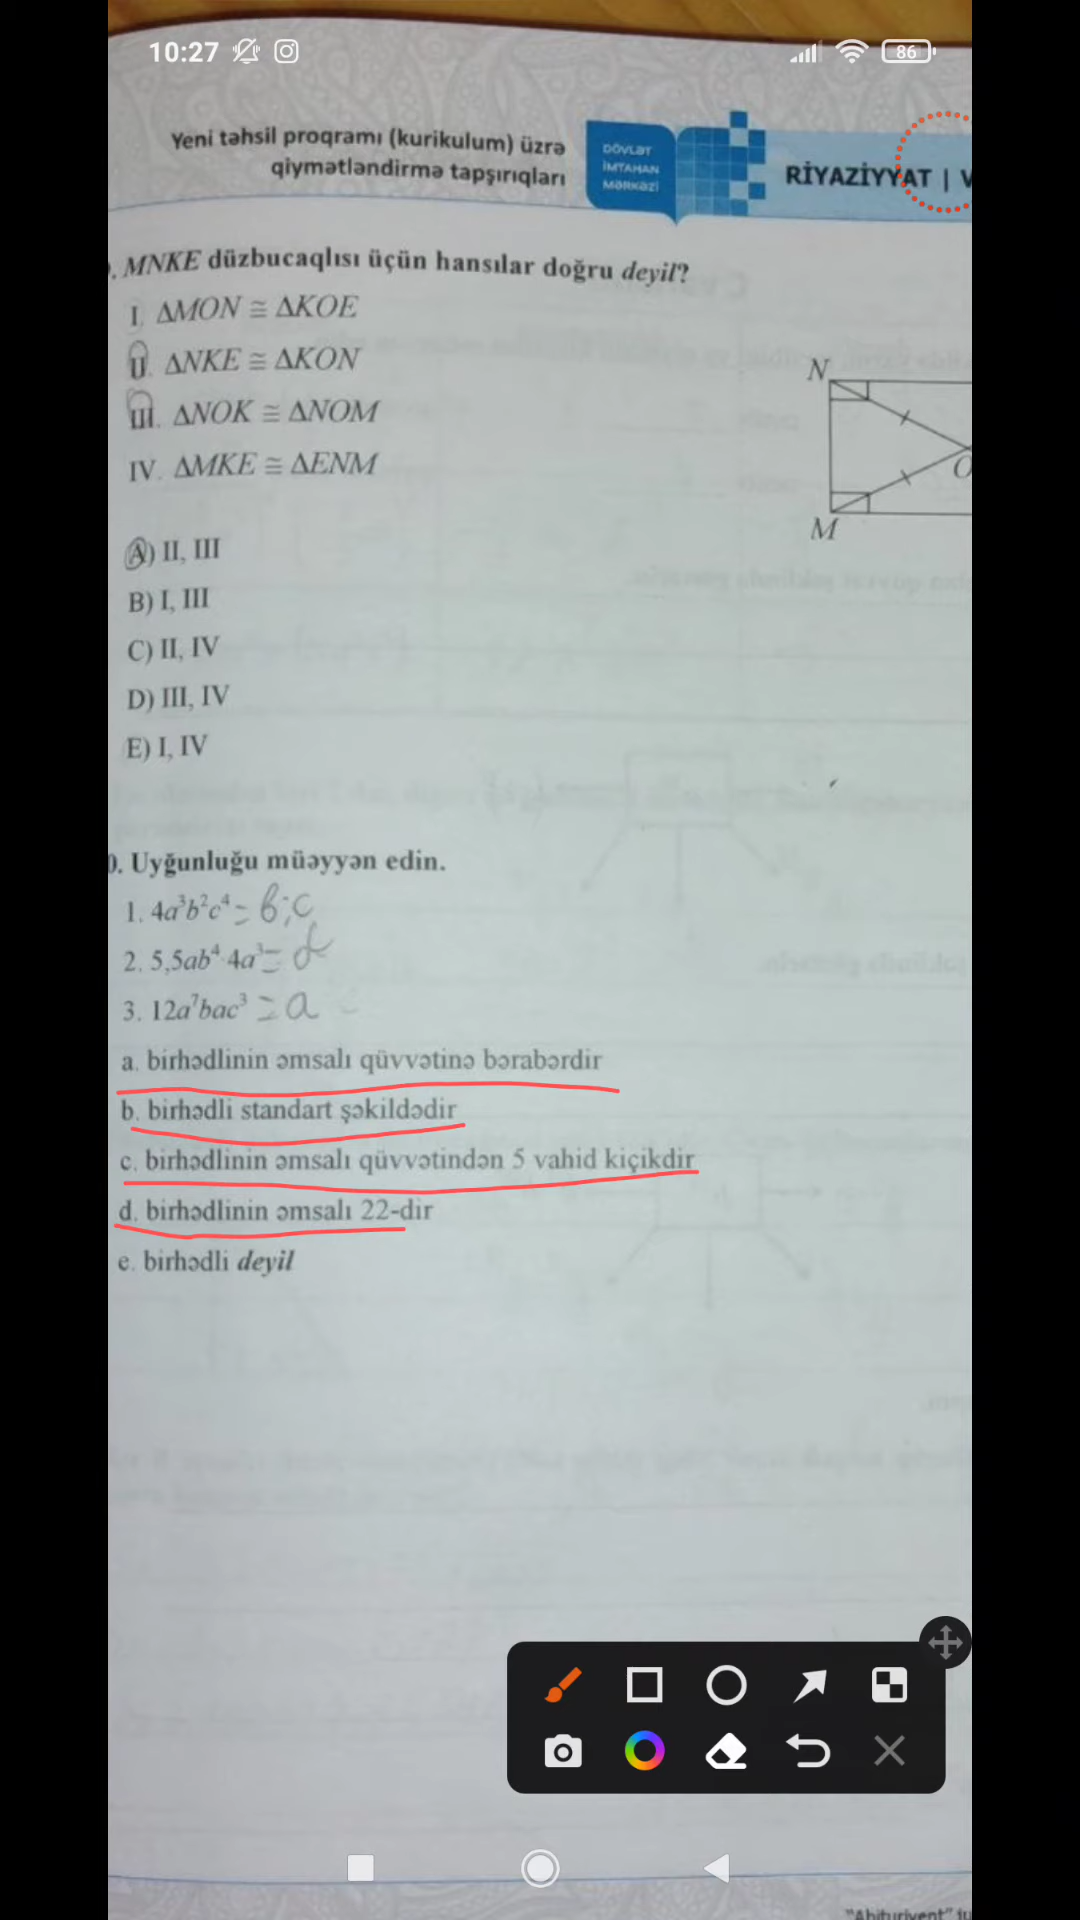 10:27
86
Yeni təhsil proqramı (kurikulum) üzrə
qiymətləndirmə tapşırıqları
DÖVLƏT
İMTAHAN
MƏRKƏZİ
RİYAZİYYAT | V
. MNKE düzbucaqlısı üçün hansılar doğru deyil?
I. ΔMON ≅ ΔKOE
II. ΔNKE ≅ ΔKON
III. ΔNOK ≅ ΔNOM
IV. ΔMKE ≅ ΔENM
N
O
M
A) II, III
B) I, III
C) II, IV
D) III, IV
E) I, IV
0. Uyğunluğu müəyyən edin.
1. 4a³b²c⁴ = b;c
2. 5,5ab⁴·4a³ = d
3. 12a⁷bac³ = a
a. birhədlinin əmsalı qüvvətinə bərabərdir
b. birhədli standart şəkildədir
c. birhədlinin əmsalı qüvvətindən 5 vahid kiçikdir
d. birhədlinin əmsalı 22-dir
e. birhədli deyil
"Abituriyent" ju